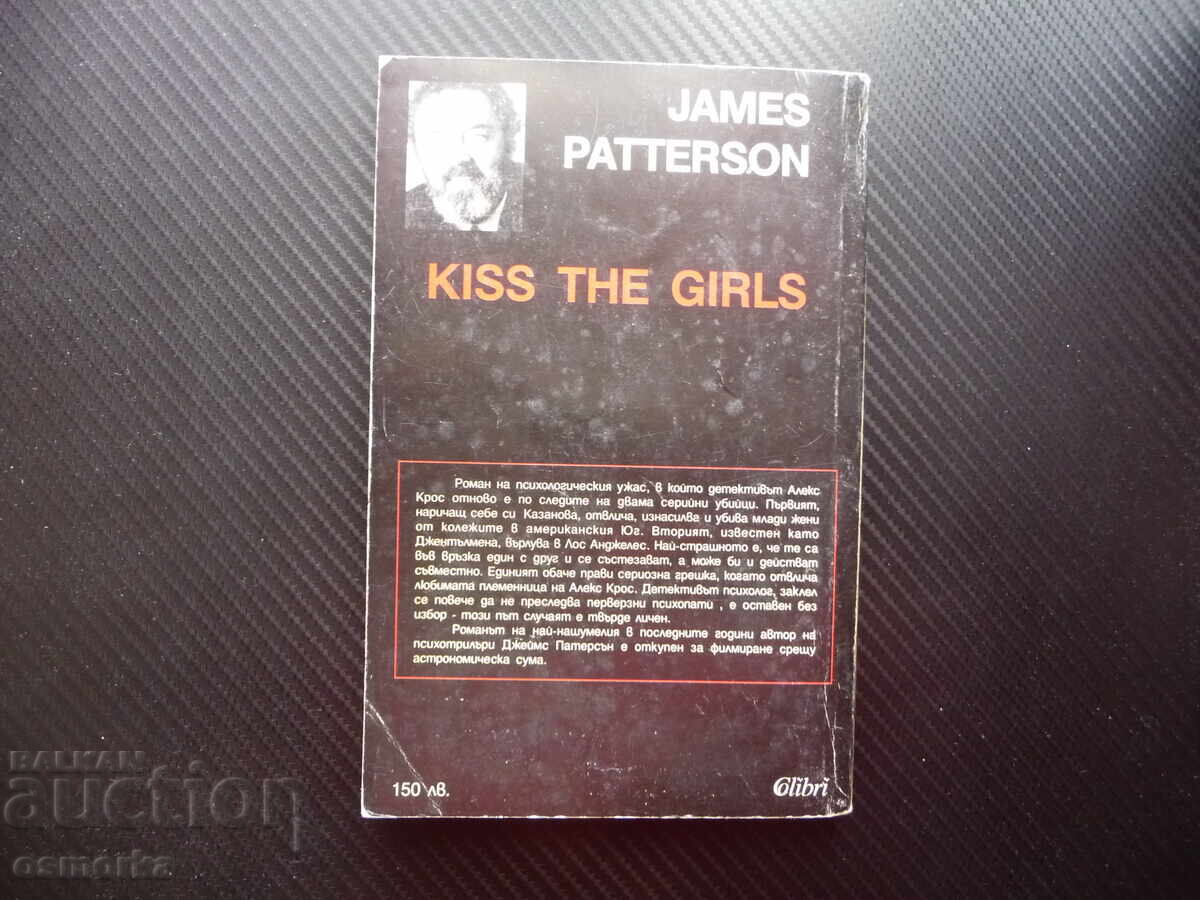 JAMES
PATTERSON
KISS THE GIRLS
Роман на психологическия ужас, в който детективът Алекс
Крос отново е по следите на двама серийни убийци. Първият,
наричащ себе си Казанова, отвлича, изнасилва и убива млади жени
от колежите в американския Юг. Вторият, известен като
Джентълмена, върлува в Лос Анджелес. Най-страшното е, че те са
във връзка един с друг и се състезават, а може би и действат
съвместно. Единият обаче прави сериозна грешка, когато отвлича
любимата племенница на Алекс Крос. Детективът психолог, заклел
се повече да не преследва перверзни психопати , е оставен без
избор - този път случаят е твърде личен.
Романът на най-нашумелия в последните години автор на
психотрилъри Джеймс Патерсън е откупен за филмиране срещу
астрономическа сума.
150 лв.
Colibri
BALKAN
auction
osmorka